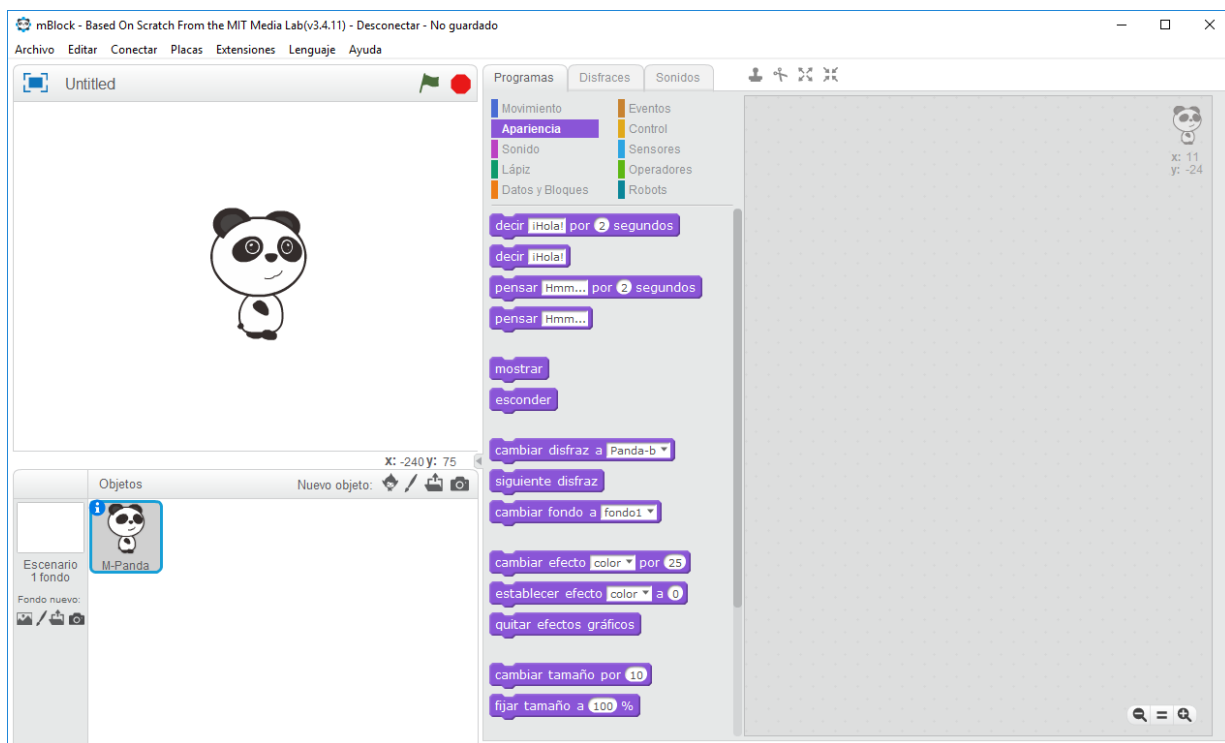 mBlock - Based On Scratch From the MIT Media Lab(v3.4.11) - Desconectar - No guardado
Archivo Editar Conectar Placas Extensiones Lenguaje Ayuda
Untitled
X: -240 y: 75
Objetos Nuevo objeto:
Escenario
1 fondo
Fondo nuevo:
M-Panda
Programas Disfraces Sonidos
Movimiento Eventos
Apariencia Control
Sonido Sensores
Lápiz Operadores
Datos y Bloques Robots
decir ¡Hola! por 2 segundos
decir ¡Hola!
pensar Hmm... por 2 segundos
pensar Hmm...
mostrar
esconder
cambiar disfraz a Panda-b
siguiente disfraz
cambiar fondo a fondo1
cambiar efecto color por 25
establecer efecto color a 0
quitar efectos gráficos
cambiar tamaño por 10
fijar tamaño a 100 %
x: 11
y: -24